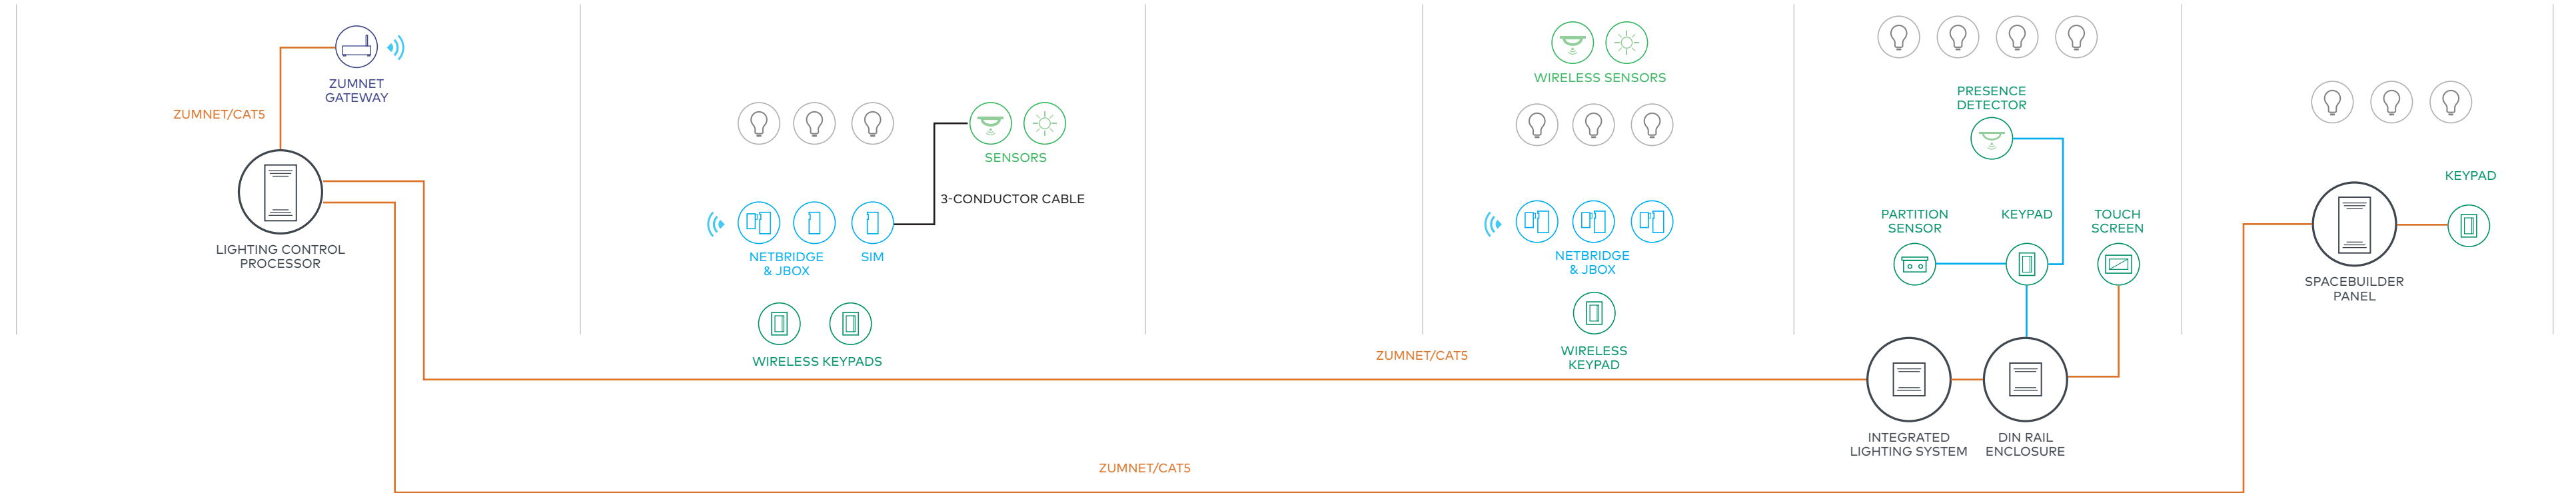 ZUMNET
GATEWAY
ZUMNET/CAT5
LIGHTING CONTROL
PROCESSOR
SENSORS
3-CONDUCTOR CABLE
NETBRIDGE
& JBOX
SIM
WIRELESS KEYPADS
WIRELESS SENSORS
NETBRIDGE
& JBOX
WIRELESS
KEYPAD
ZUMNET/CAT5
PRESENCE
DETECTOR
PARTITION
SENSOR
KEYPAD
TOUCH
SCREEN
INTEGRATED
LIGHTING SYSTEM
DIN RAIL
ENCLOSURE
KEYPAD
SPACEBUILDER
PANEL
ZUMNET/CAT5